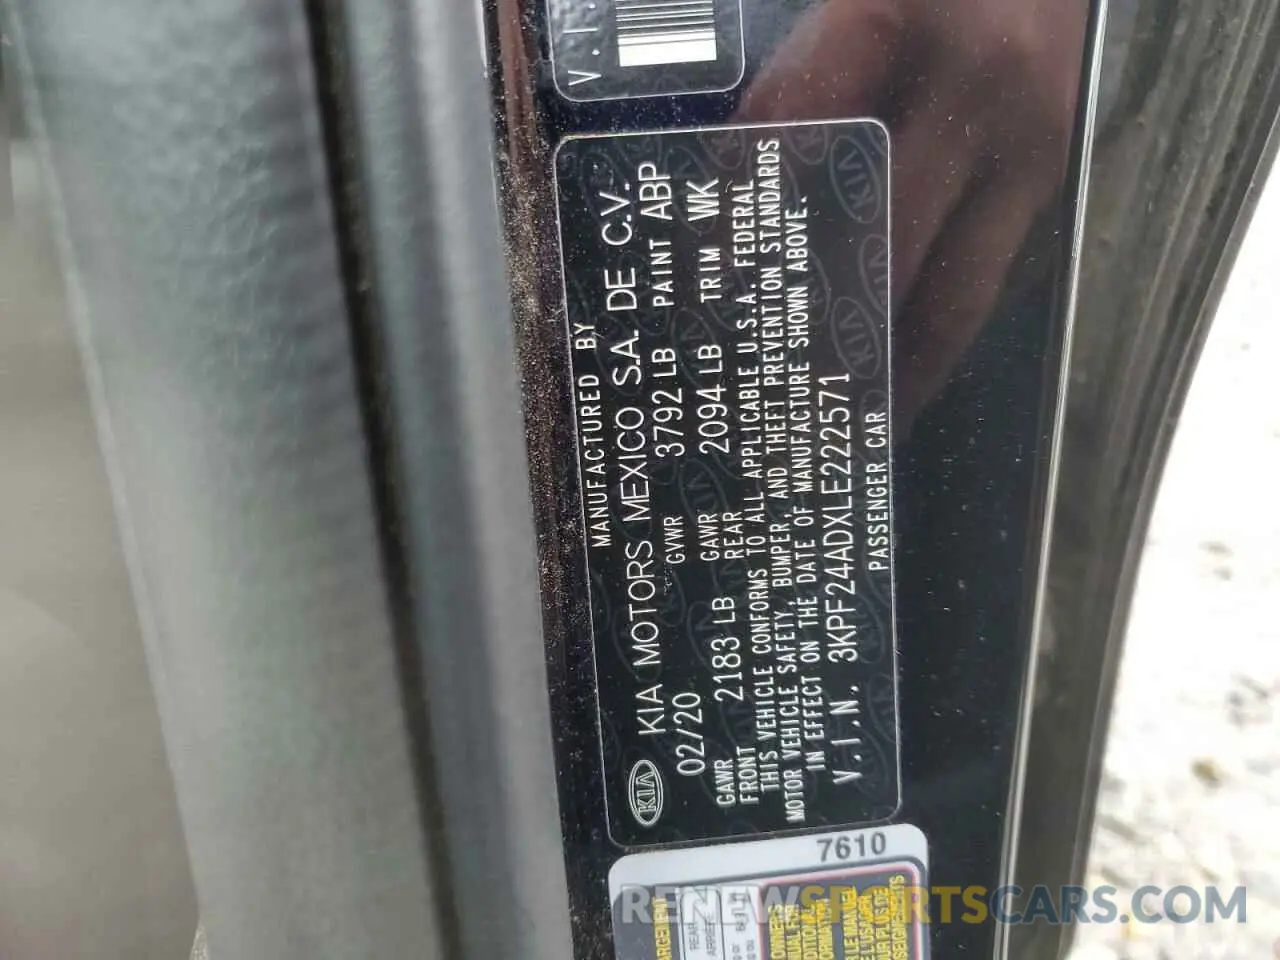 V.I.
MANUFACTURED BY
KIA KIA MOTORS MEXICO S.A. DE C.V.
02/20 GVWR 3792 LB PAINT ABP
GAWR FRONT 2183 LB GAWR REAR 2094 LB TRIM WK
THIS VEHICLE CONFORMS TO ALL APPLICABLE U.S.A. FEDERAL
MOTOR VEHICLE SAFETY, BUMPER, AND THEFT PREVENTION STANDARDS
IN EFFECT ON THE DATE OF MANUFACTURE SHOWN ABOVE.
V.I.N. 3KPF24ADXLE222571
PASSENGER CAR
7610
RENEWSPORTSCARS.COM